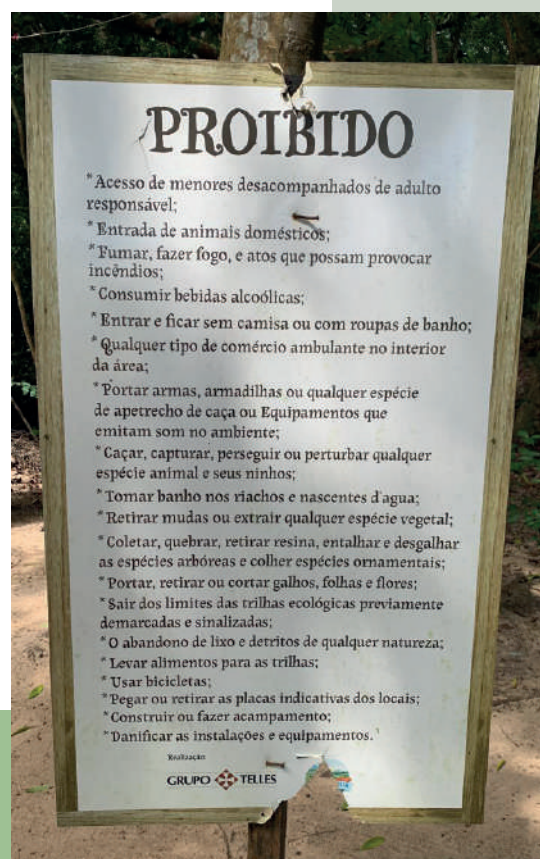 PROIBIDO
*Acesso de menores desacompanhados de adulto
responsável;
*Entrada de animais domésticos;
*Fumar, fazer fogo, e atos que possam provocar
incêndios;
*Consumir bebidas alcoólicas;
*Entrar e ficar sem camisa ou com roupas de banho;
*Qualquer tipo de comércio ambulante no interior
da área;
*Portar armas, armadilhas ou qualquer espécie
de apetrecho de caça ou Equipamentos que
emitam som no ambiente;
*Caçar, capturar, perseguir ou perturbar qualquer
espécie animal e seus ninhos;
*Tomar banho nos riachos e nascentes d'agua;
*Retirar mudas ou extrair qualquer espécie vegetal;
*Coletar, quebrar, retirar resina, entalhar e desgalhar
as espécies arbóreas e colher espécies ornamentais;
*Portar, retirar ou cortar galhos, folhas e flores;
*Sair dos limites das trilhas ecológicas previamente
demarcadas e sinalizadas;
*O abandono de lixo e detritos de qualquer natureza;
*Levar alimentos para as trilhas;
*Usar bicicletas;
*Pegar ou retirar as placas indicativas dos locais;
*Construir ou fazer acampamento;
*Danificar as instalações e equipamentos.
Realização
GRUPO TELLES